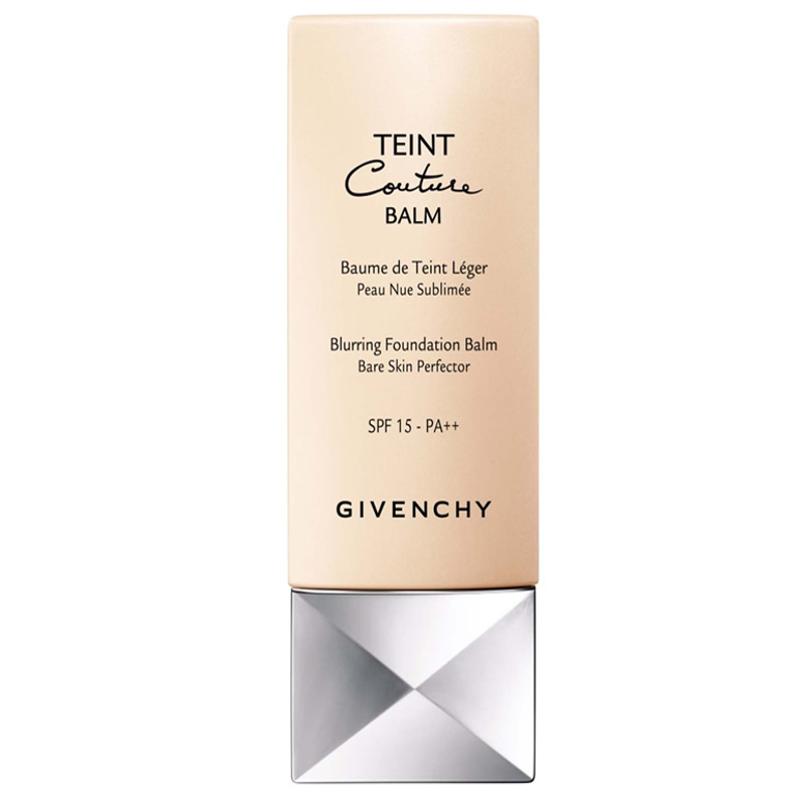 TEINT
Couture
BALM
Baume de Teint Léger
Peau Nue Sublimée
Blurring Foundation Balm
Bare Skin Perfector
SPF 15 - PA++
GIVENCHY